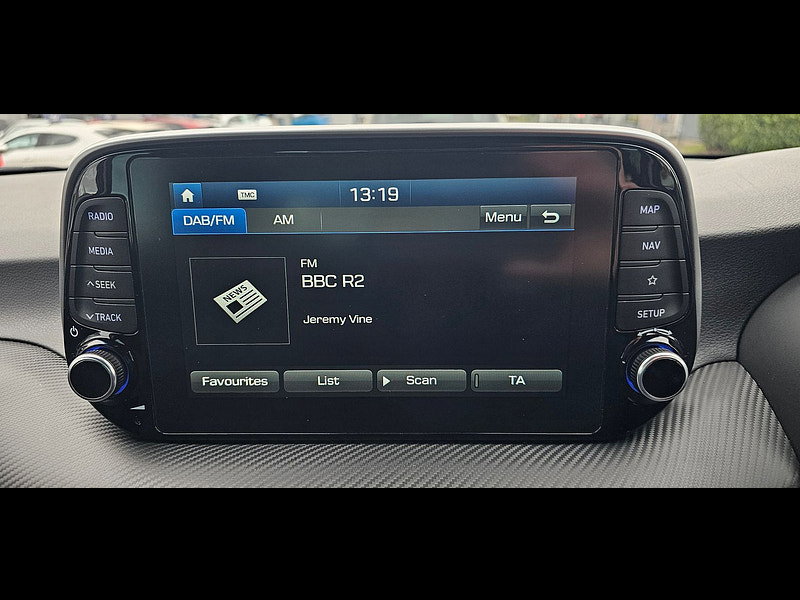 TMC
13:19
DAB/FM AM Menu
RADIO
MEDIA
SEEK
TRACK
NEWS
FM
BBC R2
Jeremy Vine
Favourites List Scan TA
MAP
NAV
SETUP